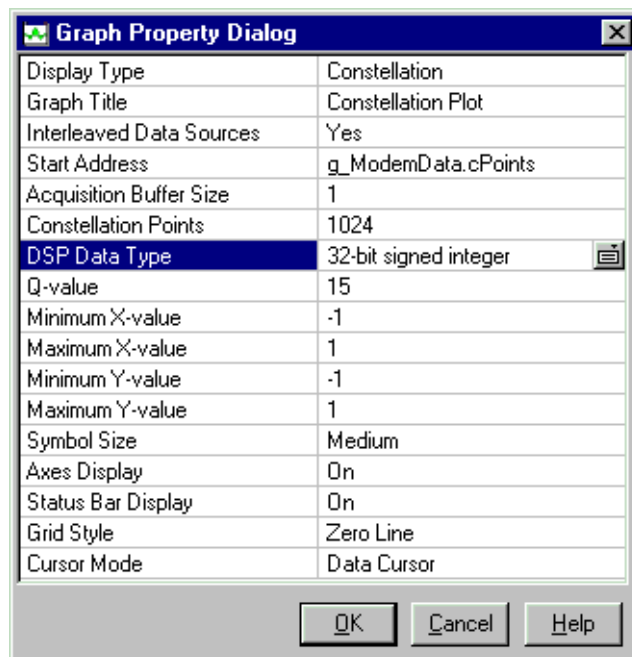 Graph Property Dialog
Display Type Constellation
Graph Title Constellation Plot
Interleaved Data Sources Yes
Start Address g_ModemData.cPoints
Acquisition Buffer Size 1
Constellation Points 1024
DSP Data Type 32-bit signed integer
Q-value 15
Minimum X-value -1
Maximum X-value 1
Minimum Y-value -1
Maximum Y-value 1
Symbol Size Medium
Axes Display On
Status Bar Display On
Grid Style Zero Line
Cursor Mode Data Cursor
OK Cancel Help